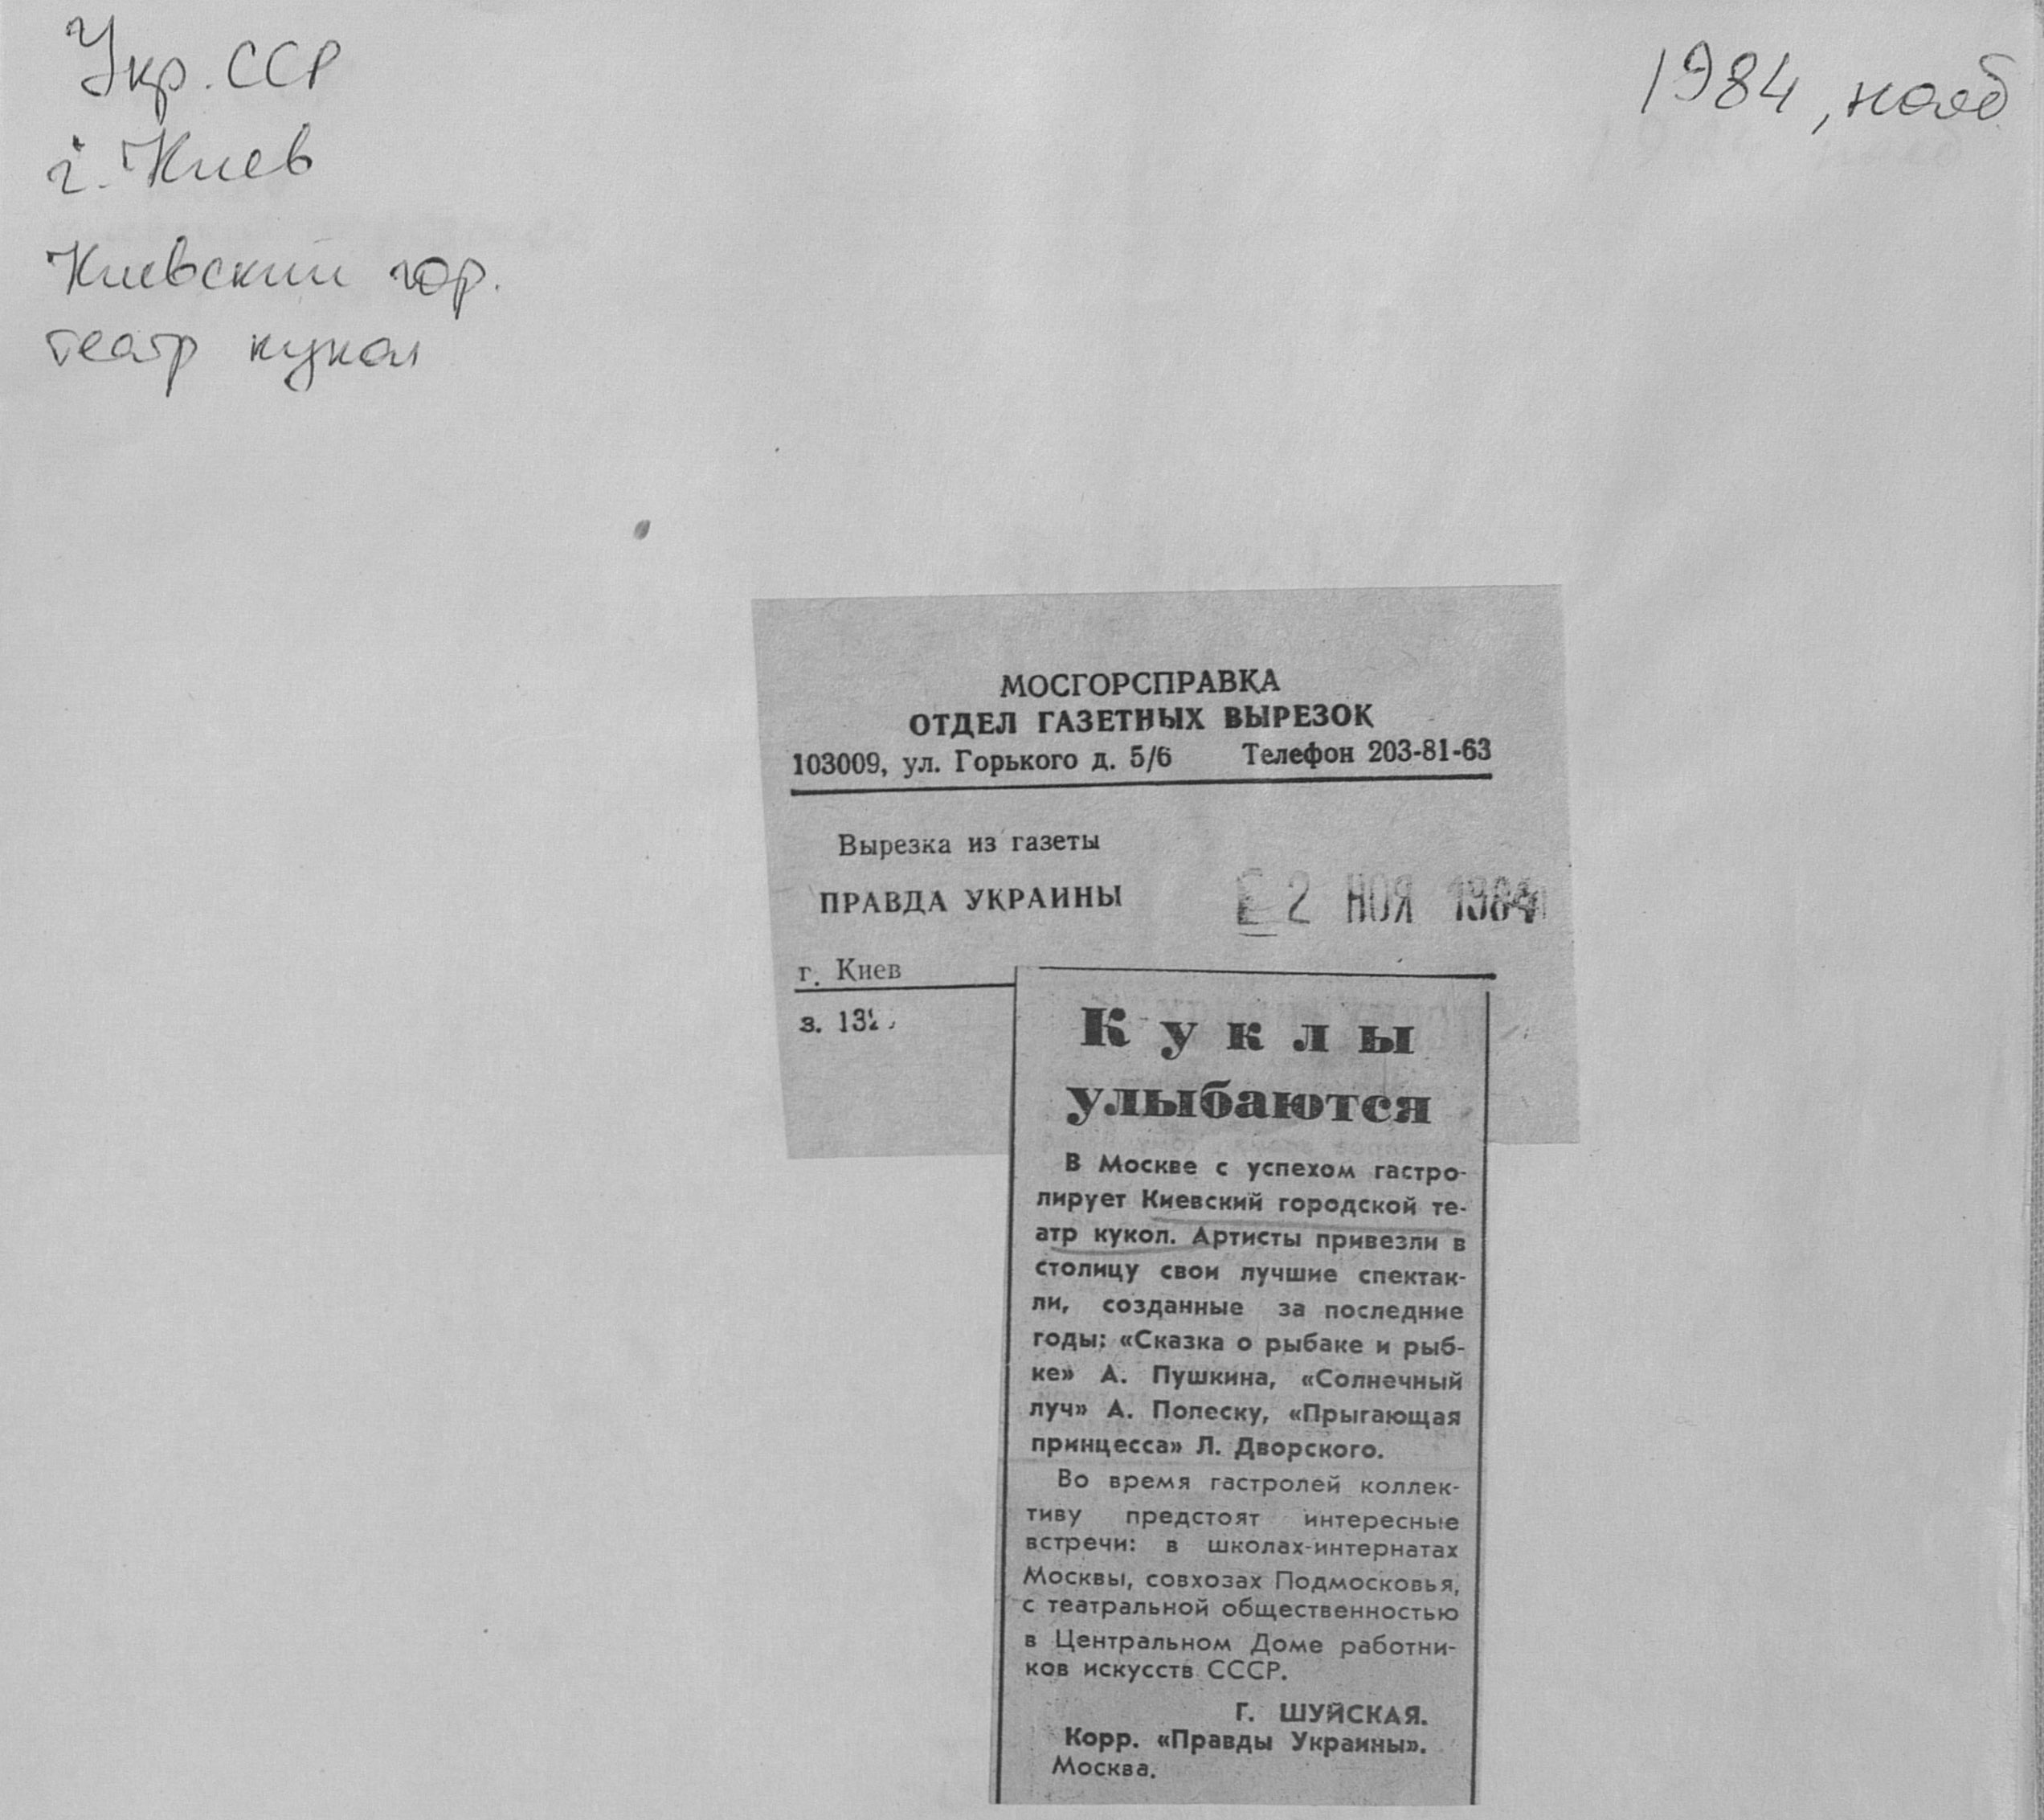 Укр. ССР
г. Киев
Киевский гор.
театр кукол
1984, нояб
МОСГОРСПРАВКА
ОТДЕЛ ГАЗЕТНЫХ ВЫРЕЗОК
103009, ул. Горького д. 5/6 Телефон 203-81-63
Вырезка из газеты
ПРАВДА УКРАИНЫ
2 НОЯ 1984
г. Киев
з.
Куклы
улыбаются
В Москве с успехом гастро-
лирует Киевский городской те-
атр кукол. Артисты привезли в
столицу свои лучшие спектак-
ли, созданные за последние
годы: «Сказка о рыбаке и рыб-
ке» А. Пушкина, «Солнечный
луч» А. Попеску, «Прыгающая
принцесса» Л. Дворского.
Во время гастролей коллек-
тиву предстоят интересные
встречи: в школах-интернатах
Москвы, совхозах Подмосковья,
с театральной общественностью
в Центральном Доме работни-
ков искусств СССР.
Г. ШУЙСКАЯ.
Корр. «Правды Украины».
Москва.